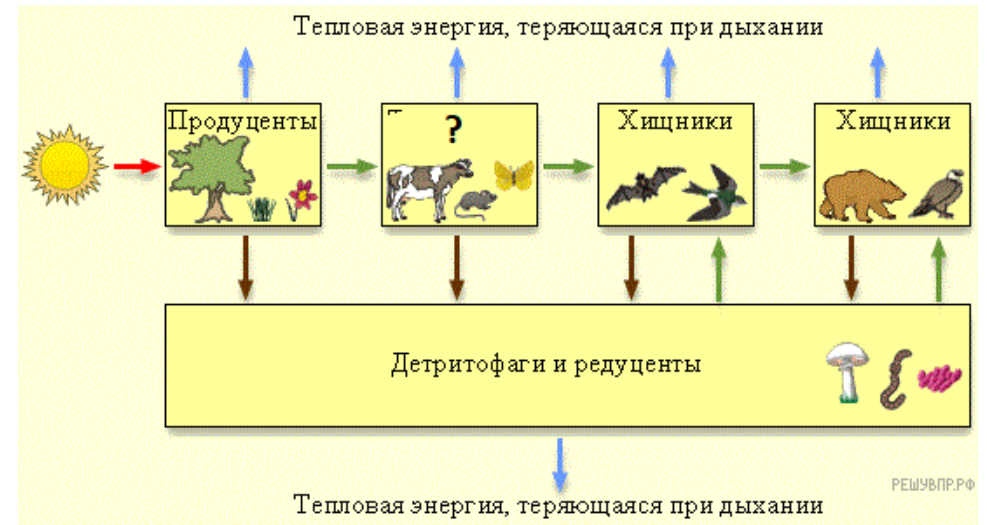 Тепловая энергия, теряющаяся при дыхании
Продуценты
?
Хищники
Хищники
Детритофаги и редуценты
РЕШУВПР.РФ
Тепловая энергия, теряющаяся при дыхании